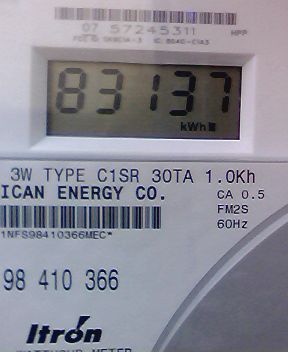 07 57245311 HPP
83137
kWh
3W TYPE C1SR 30TA 1.0Kh
ICAN ENERGY CO. CA 0.5
FM2S
60Hz
1NFS98410366MEC*
98 410 366
Itron